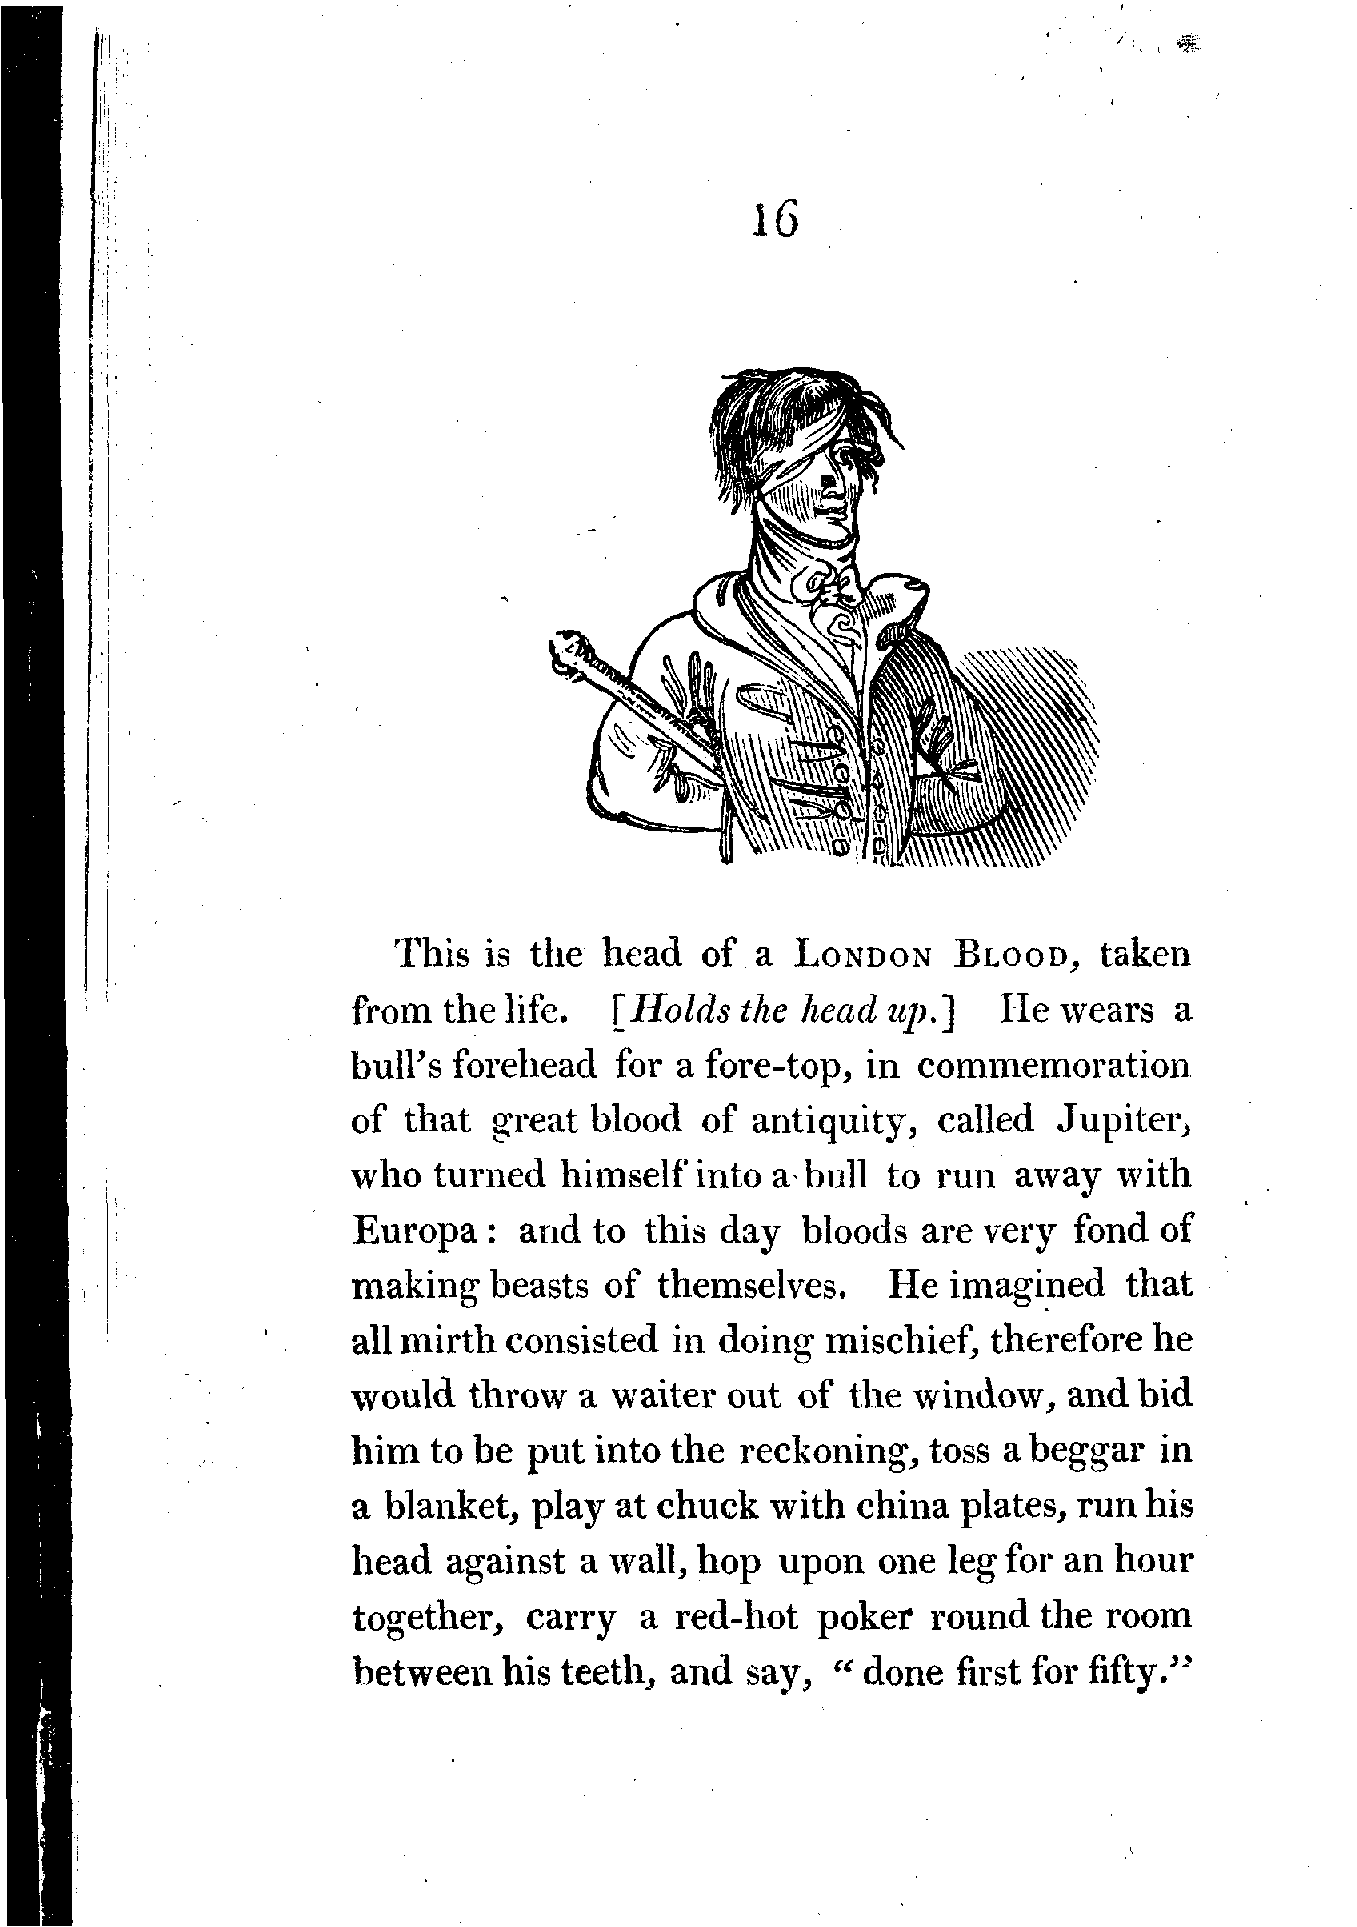 16
This is the head of a LONDON BLOOD, taken
from the life. [Holds the head up.] He wears a
bull's forehead for a fore-top, in commemoration
of that great blood of antiquity, called Jupiter,
who turned himself into a bull to run away with
Europa: and to this day bloods are very fond of
making beasts of themselves. He imagined that
all mirth consisted in doing mischief, therefore he
would throw a waiter out of the window, and bid
him to be put into the reckoning, toss a beggar in
a blanket, play at chuck with china plates, run his
head against a wall, hop upon one leg for an hour
together, carry a red-hot poker round the room
between his teeth, and say, "done first for fifty."